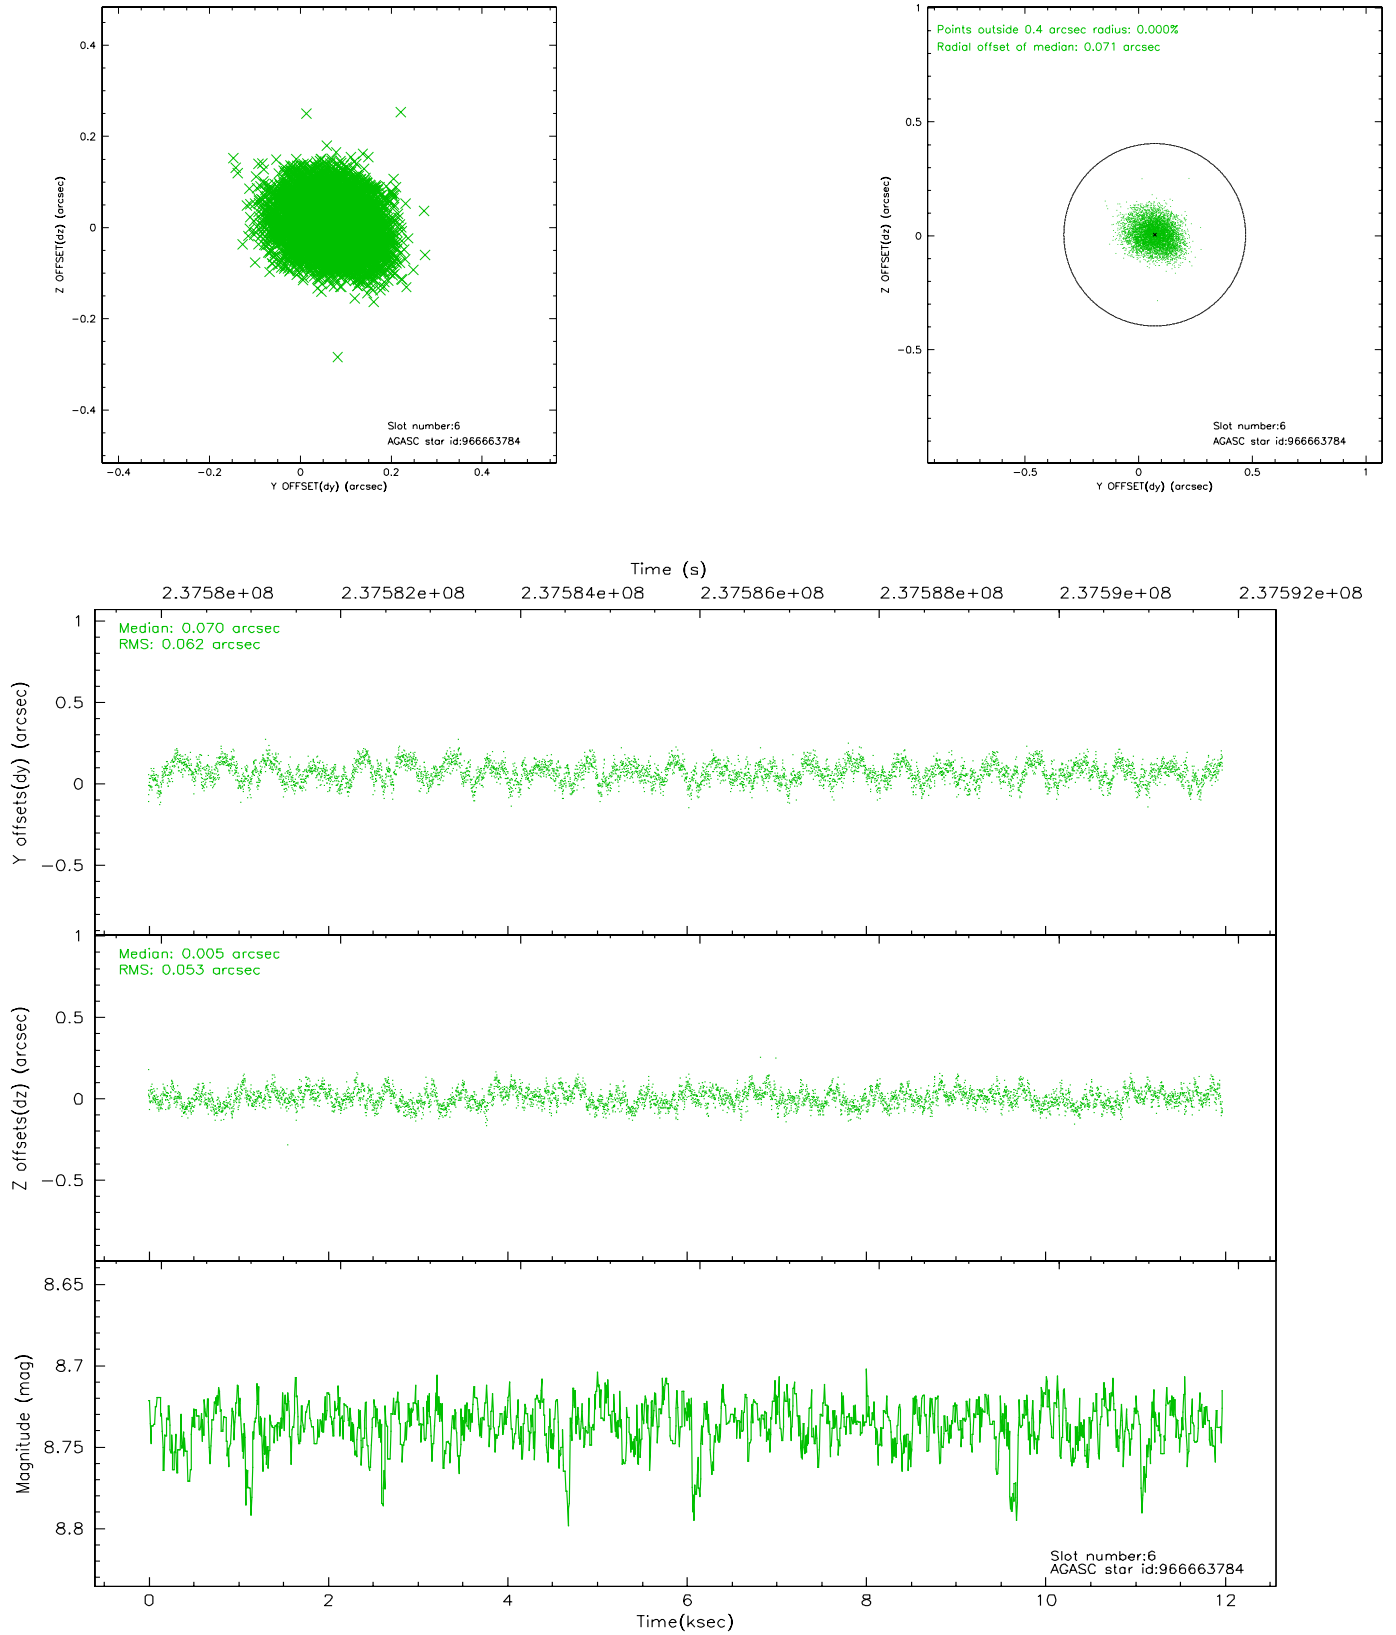 0.4
0.2
0
−0.2
−0.4
Z OFFSET(dz) (arcsec)
Slot number:6
AGASC star id:966663784
−0.4 −0.2 0 0.2 0.4
Y OFFSET(dy) (arcsec)
Points outside 0.4 arcsec radius: 0.000%
Radial offset of median: 0.071 arcsec
1
0.5
0
−0.5
Z OFFSET(dz) (arcsec)
Slot number:6
AGASC star id:966663784
−0.5 0 0.5 1
Y OFFSET(dy) (arcsec)
Time (s)
2.3758e+08 2.37582e+08 2.37584e+08 2.37586e+08 2.37588e+08 2.3759e+08 2.37592e+08
Median: 0.070 arcsec
RMS: 0.062 arcsec
1
0.5
0
−0.5
Y offsets(dy) (arcsec)
Median: 0.005 arcsec
RMS: 0.053 arcsec
1
0.5
0
−0.5
Z offsets(dz) (arcsec)
8.65
8.7
8.75
8.8
Magnitude (mag)
Slot number:6
AGASC star id:966663784
0 2 4 6 8 10 12
Time(ksec)